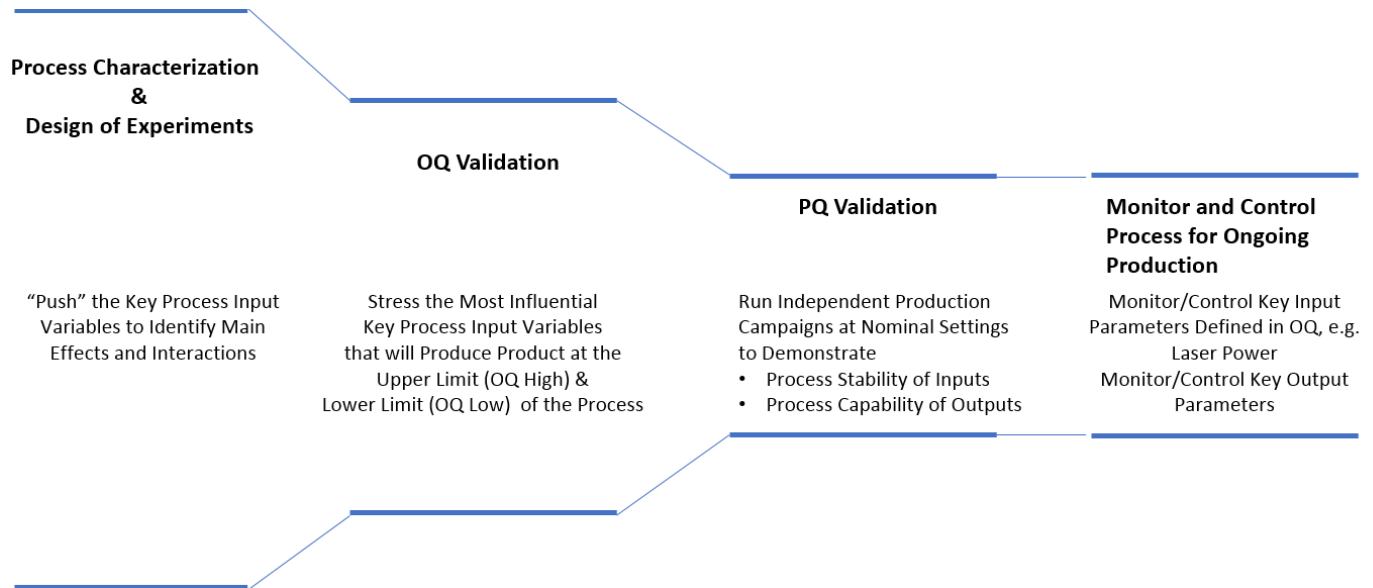 Process Characterization
&
Design of Experiments
“Push” the Key Process Input
Variables to Identify Main
Effects and Interactions
OQ Validation
Stress the Most Influential
Key Process Input Variables
that will Produce Product at the
Upper Limit (OQ High) &
Lower Limit (OQ Low) of the Process
PQ Validation
Run Independent Production
Campaigns at Nominal Settings
to Demonstrate
• Process Stability of Inputs
• Process Capability of Outputs
Monitor and Control
Process for Ongoing
Production
Monitor/Control Key Input
Parameters Defined in OQ, e.g.
Laser Power
Monitor/Control Key Output
Parameters